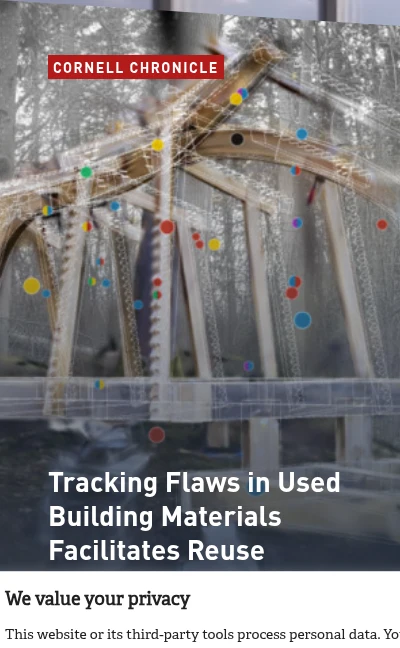 CORNELL CHRONICLE
Tracking Flaws in Used
Building Materials
Facilitates Reuse
We value your privacy
This website or its third-party tools process personal data. Yo